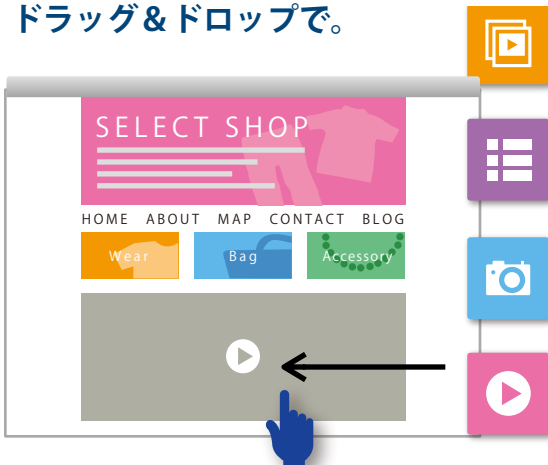 ドラッグ&ドロップで。
SELECT SHOP
HOME ABOUT MAP CONTACT BLOG
Wear Bag Accessory